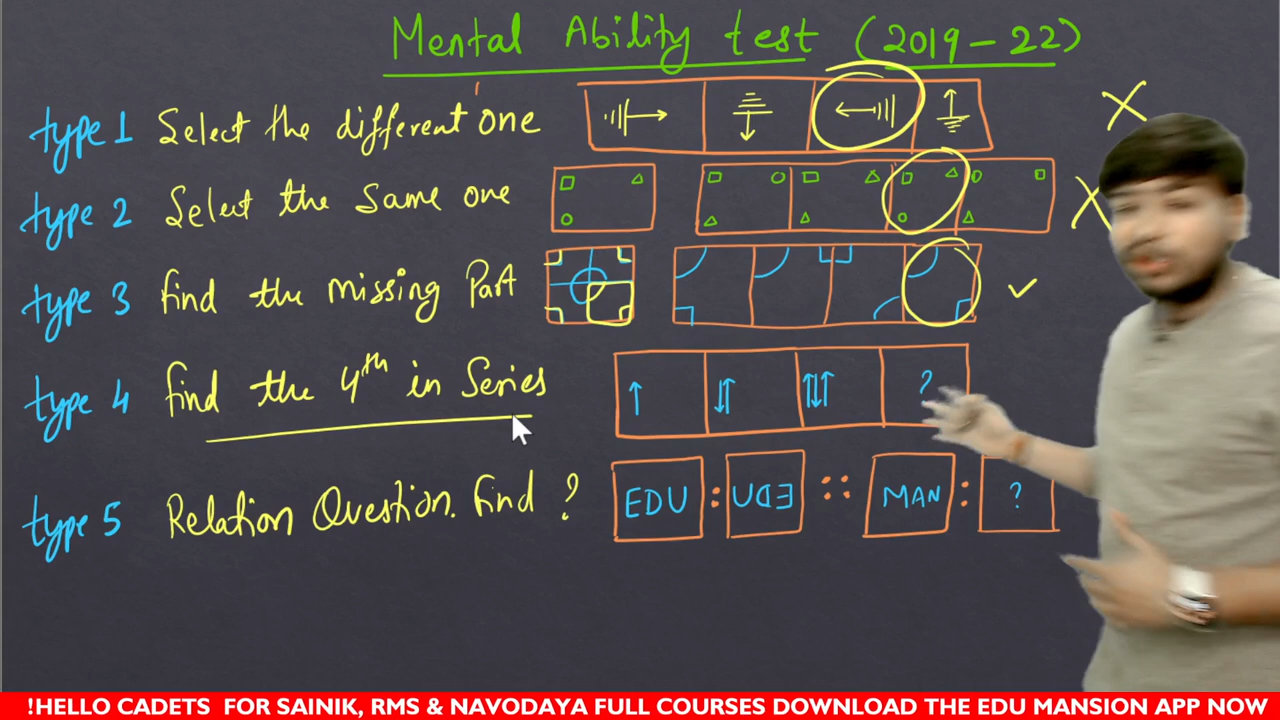 Mental Ability test (2019-22)
type 1 Select the different one
type 2 Select the Same one
type 3 find the missing Part
type 4 find the 4th in Series ?
type 5 Relation Question. find ? EDU : ƎDU :: MAN : ?
!HELLO CADETS FOR SAINIK, RMS & NAVODAYA FULL COURSES DOWNLOAD THE EDU MANSION APP NOW